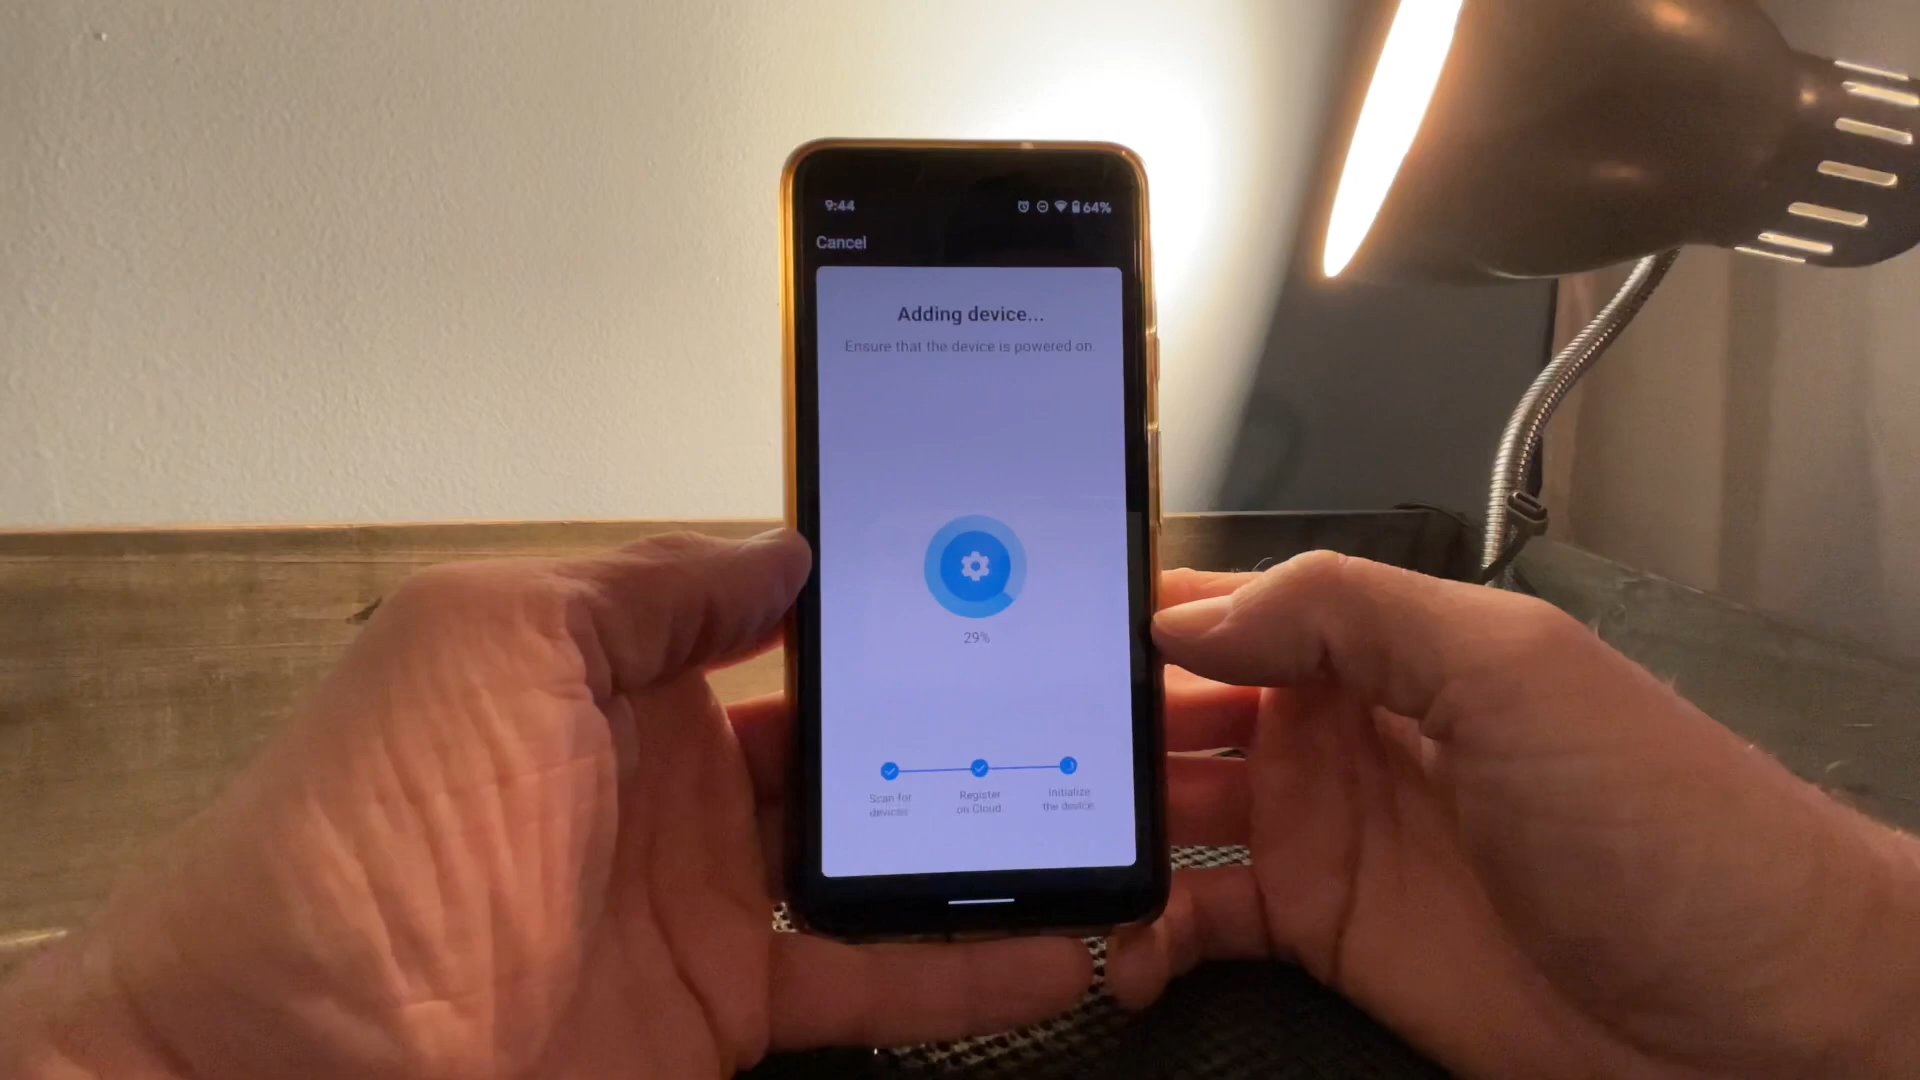 9:44
64%
Cancel
Adding device...
Ensure that the device is powered on.
29%
Scan for
devices
Register
on Cloud
Initialize
the device